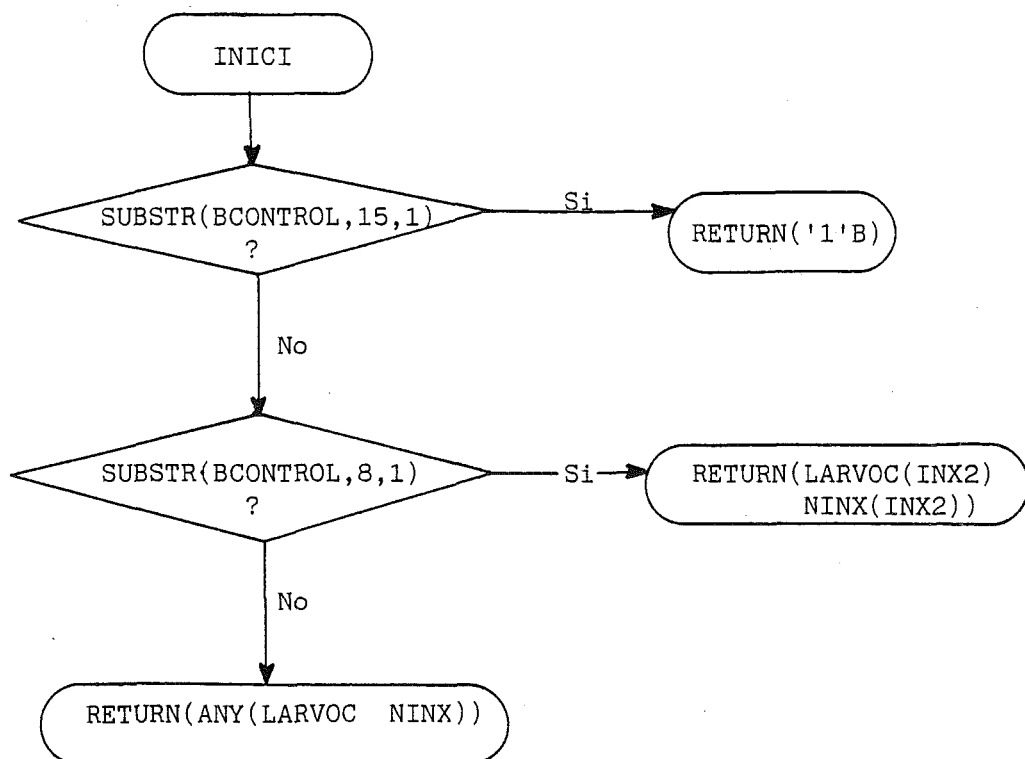 INICI
SUBSTR(BCONTROL,15,1)
?
Si
RETURN('1'B)
No
SUBSTR(BCONTROL,8,1)
?
Si
RETURN(LARVOC(INX2)
NINX(INX2))
No
RETURN(ANY(LARVOC NINX))